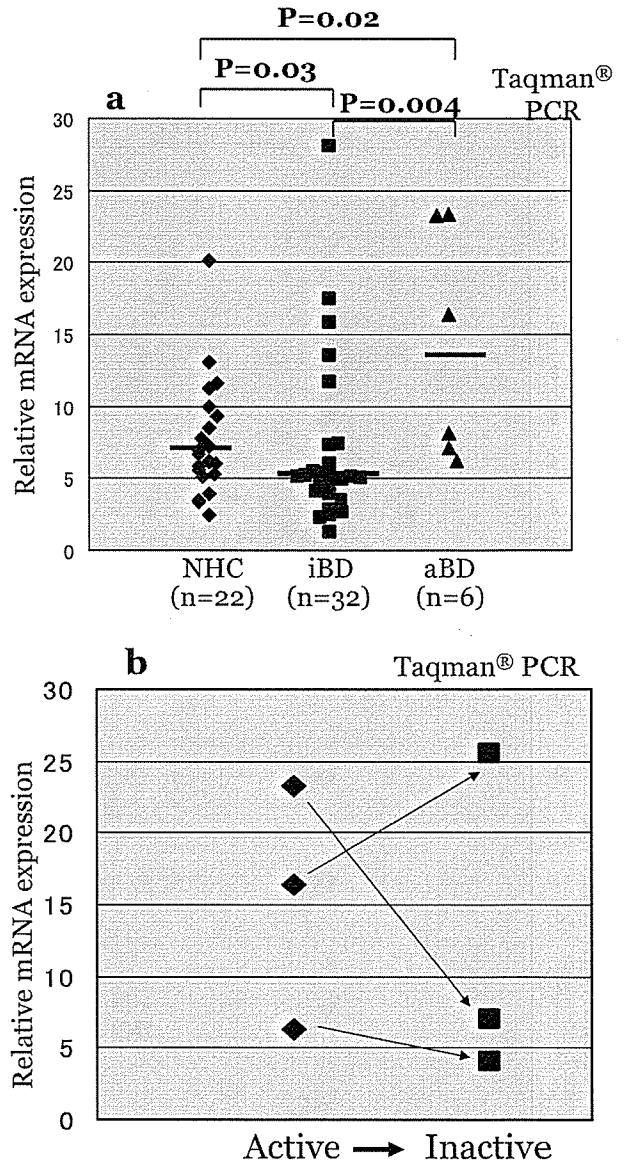 P=0.02
P=0.03
Taqman®
P=0.004
PCR
a
30
25
20
15
10
5
0
Relative mRNA expression
NHC iBD aBD
(n=22) (n=32) (n=6)
b Taqman® PCR
30
25
20
15
10
5
0
Relative mRNA expression
Active → Inactive